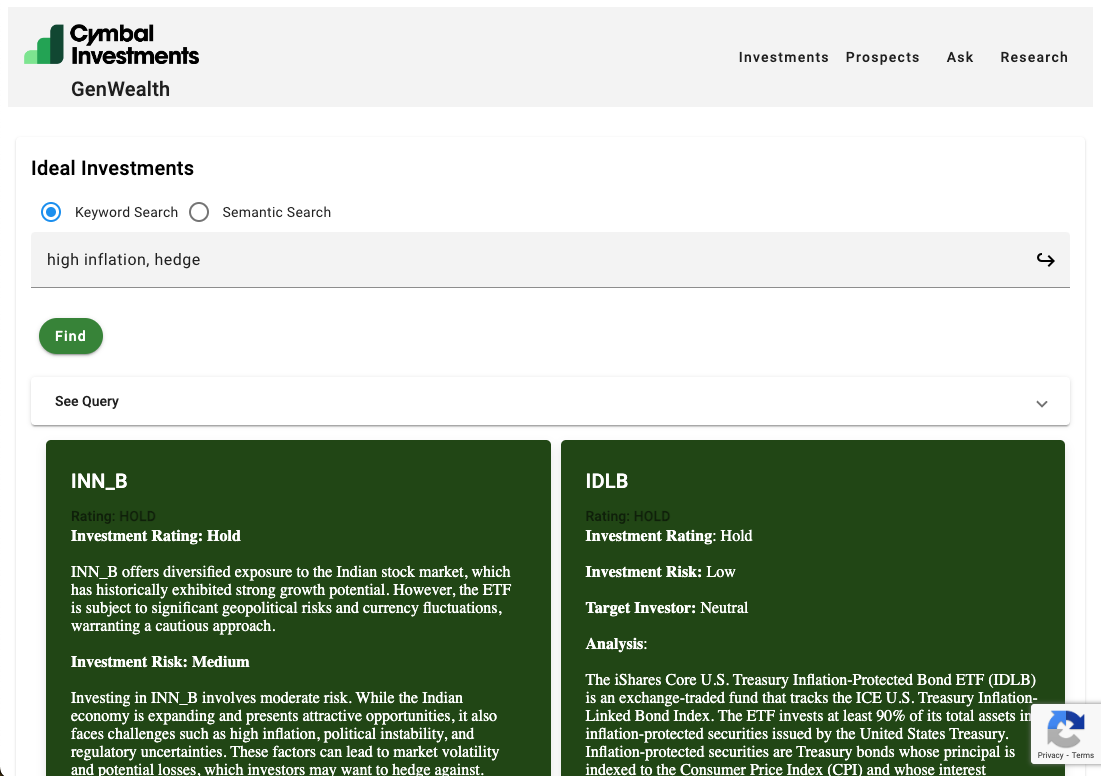 Cymbal
Investments
GenWealth
Investments Prospects Ask Research
Ideal Investments
Keyword Search Semantic Search
high inflation, hedge
Find
See Query
INN_B
Rating: HOLD
Investment Rating: Hold
INN_B offers diversified exposure to the Indian stock market, which
has historically exhibited strong growth potential. However, the ETF
is subject to significant geopolitical risks and currency fluctuations,
warranting a cautious approach.
Investment Risk: Medium
Investing in INN_B involves moderate risk. While the Indian
economy is expanding and presents attractive opportunities, it also
faces challenges such as high inflation, political instability, and
regulatory uncertainties. These factors can lead to market volatility
and potential losses, which investors may want to hedge against.
IDLB
Rating: HOLD
Investment Rating: Hold
Investment Risk: Low
Target Investor: Neutral
Analysis:
The iShares Core U.S. Treasury Inflation-Protected Bond ETF (IDLB)
is an exchange-traded fund that tracks the ICE U.S. Treasury Inflation-
Linked Bond Index. The ETF invests at least 90% of its total assets in
inflation-protected securities issued by the United States Treasury.
Inflation-protected securities are Treasury bonds whose principal is
indexed to the Consumer Price Index (CPI) and whose interest
Privacy - Terms